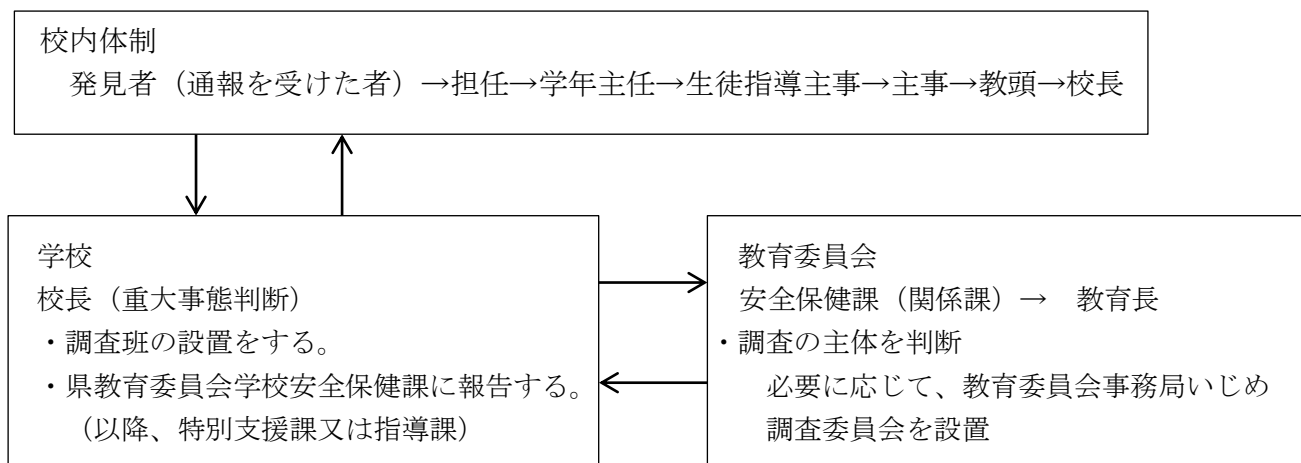 校内体制
発見者（通報を受けた者）→担任→学年主任→生徒指導主事→主事→教頭→校長
学校
校長（重大事態判断）
・調査班の設置をする。
・県教育委員会学校安全保健課に報告する。
（以降、特別支援課又は指導課）
教育委員会
安全保健課（関係課）→　教育長
・調査の主体を判断
必要に応じて、教育委員会事務局いじめ
調査委員会を設置